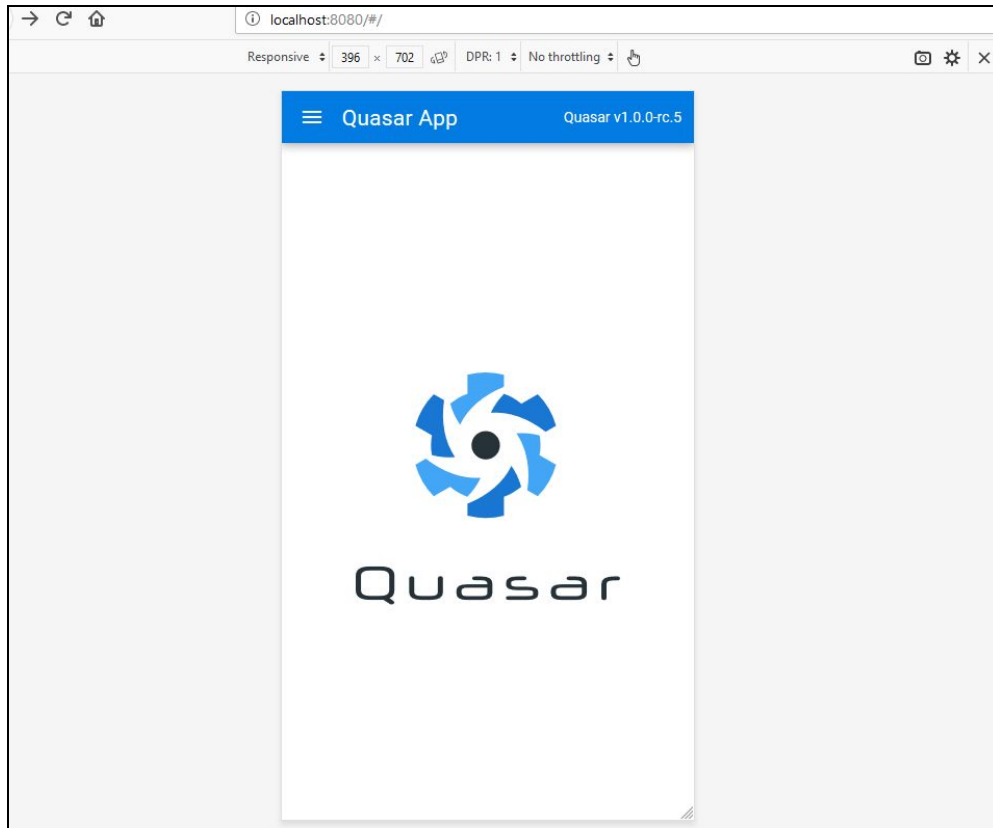 localhost:8080/#/
Responsive 396 × 702 DPR: 1 No throttling
Quasar App Quasar v1.0.0-rc.5
Quasar